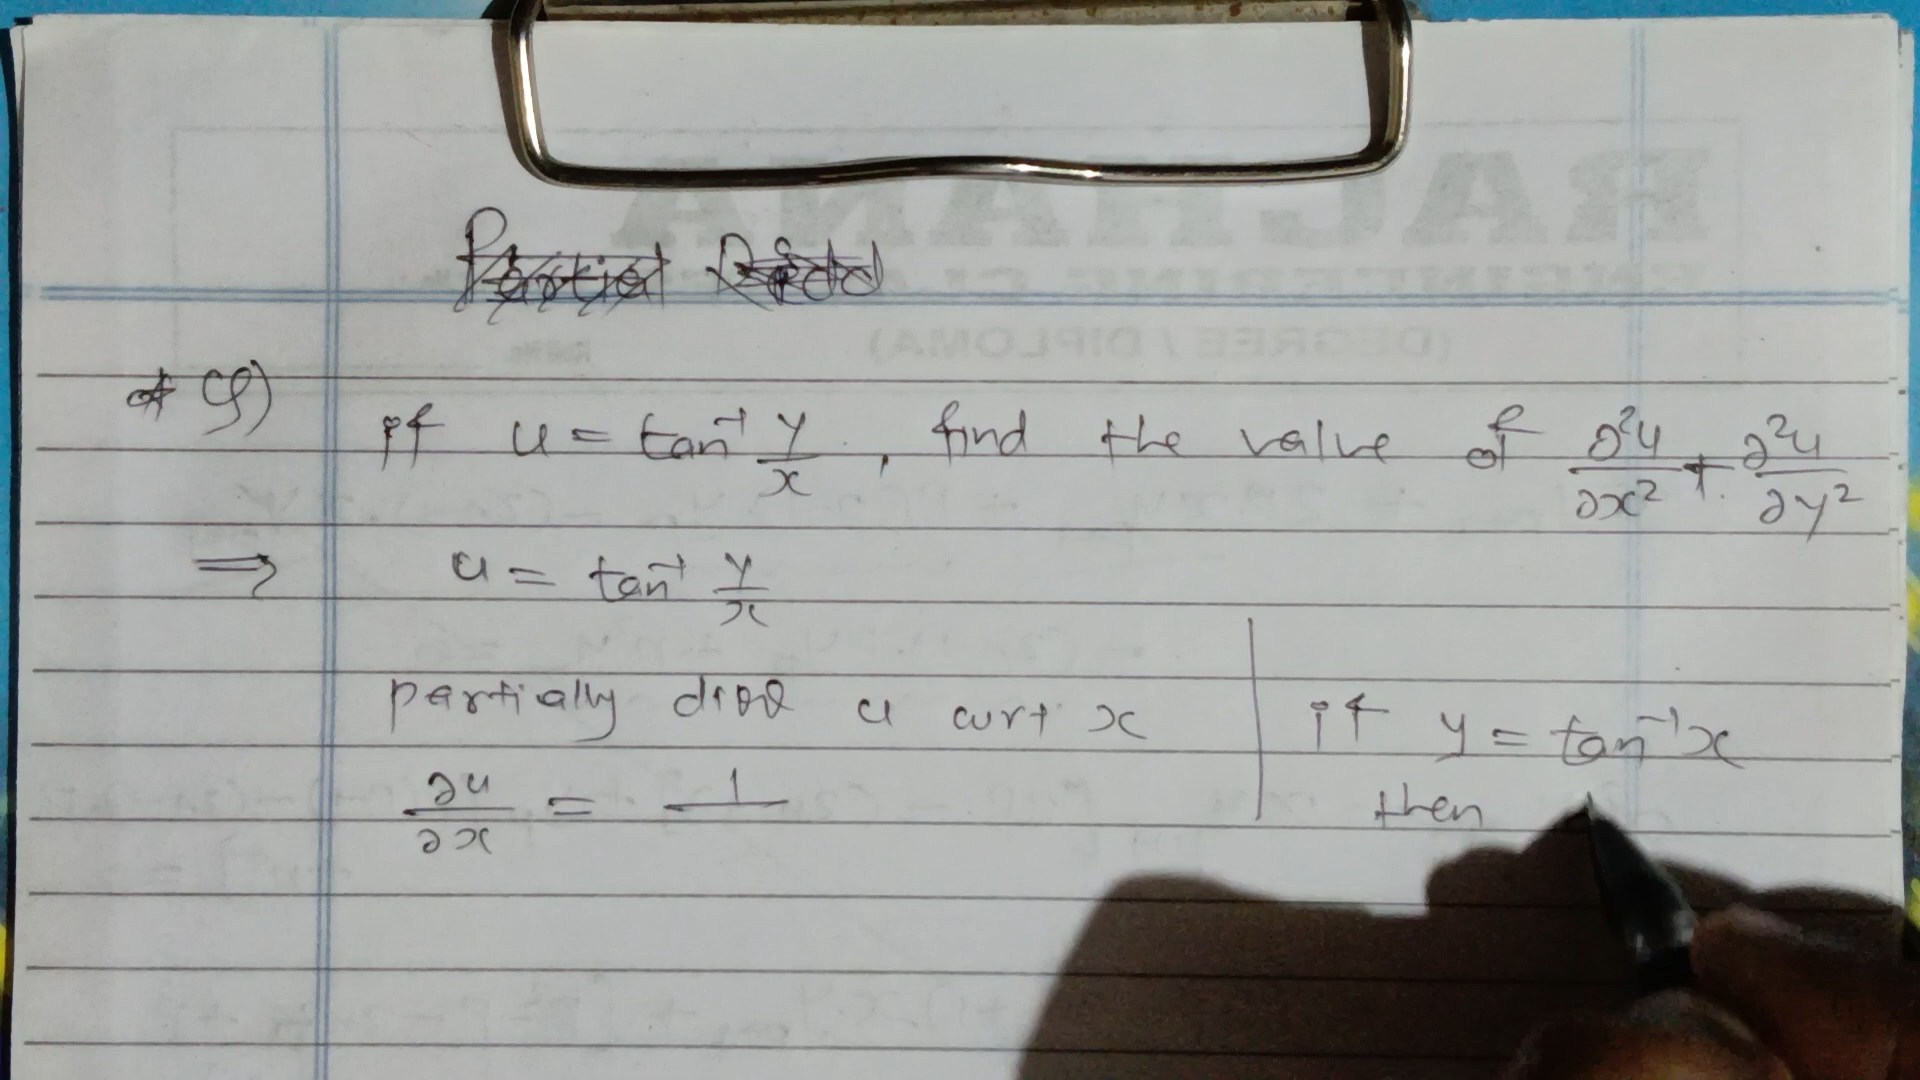 Partial
Q)
if u = tan⁻¹ y/x , find the value of ∂²u/∂x² + ∂²u/∂y²
⇒ u = tan⁻¹ y/x
partially diff u wrt x
∂u/∂x = 1/
if y = tan⁻¹x
then